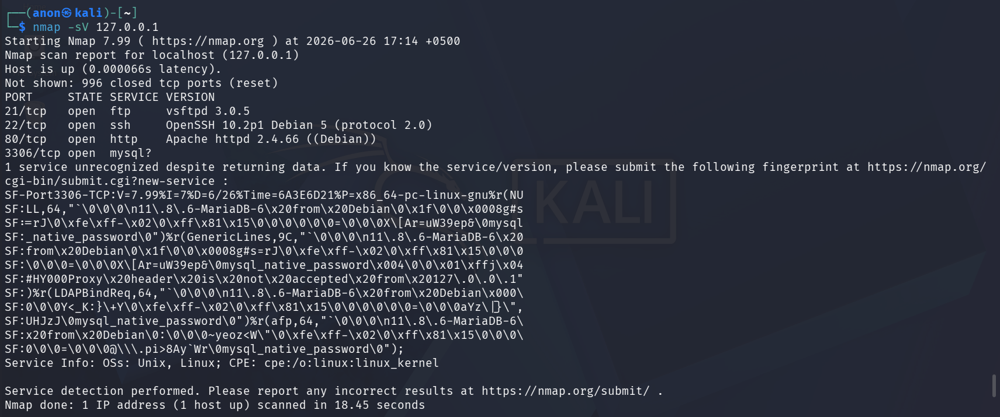 ┌──(anon㉿kali)-[~]
└─$ nmap -sV 127.0.0.1
Starting Nmap 7.99 ( https://nmap.org ) at 2026-06-26 17:14 +0500
Nmap scan report for localhost (127.0.0.1)
Host is up (0.000066s latency).
Not shown: 996 closed tcp ports (reset)
PORT     STATE SERVICE VERSION
21/tcp   open  ftp     vsftpd 3.0.5
22/tcp   open  ssh     OpenSSH 10.2p1 Debian 5 (protocol 2.0)
80/tcp   open  http    Apache httpd 2.4.66 ((Debian))
3306/tcp open  mysql?
1 service unrecognized despite returning data. If you know the service/version, please submit the following fingerprint at https://nmap.org/
cgi-bin/submit.cgi?new-service :
SF-Port3306-TCP:V=7.99%I=7%D=6/26%Time=6A3E6D21%P=x86_64-pc-linux-gnu%r(NU
SF:LL,64,"`\0\0\0\n11\.8\.6-MariaDB-6\x20from\x20Debian\0\x1f\0\0\x0008g#s
SF:=rJ\0\xfe\xff-\x02\0\xff\x81\x15\0\0\0\0\0\0=\0\0\0X\[Ar=uW39ep&\0mysql
SF:_native_password\0")%r(GenericLines,9C,"`\0\0\0\n11\.8\.6-MariaDB-6\x20
SF:from\x20Debian\0\x1f\0\0\x0008g#s=rJ\0\xfe\xff-\x02\0\xff\x81\x15\0\0\0
SF:\0\0\0=\0\0\0X\[Ar=uW39ep&\0mysql_native_password\x004\0\0\x01\xffj\x04
SF:#HY000Proxy\x20header\x20is\x20not\x20accepted\x20from\x20127\.0\.0\.1"
SF:)%r(LDAPBindReq,64,"`\0\0\0\n11\.8\.6-MariaDB-6\x20from\x20Debian\x000\
SF:0\0\0Y<_K:}\+Y\0\xfe\xff-\x02\0\xff\x81\x15\0\0\0\0\0\0=\0\0\0aYz\|}\",
SF:UHJzJ\0mysql_native_password\0")%r(afp,64,"`\0\0\0\n11\.8\.6-MariaDB-6\
SF:x20from\x20Debian\0:\0\0\0~yeoz<W\"\0\xfe\xff-\x02\0\xff\x81\x15\0\0\0\
SF:0\0\0=\0\0\0@\\\.pi>8Ay`Wr\0mysql_native_password\0");
Service Info: OSs: Unix, Linux; CPE: cpe:/o:linux:linux_kernel

Service detection performed. Please report any incorrect results at https://nmap.org/submit/ .
Nmap done: 1 IP address (1 host up) scanned in 18.45 seconds
KALI